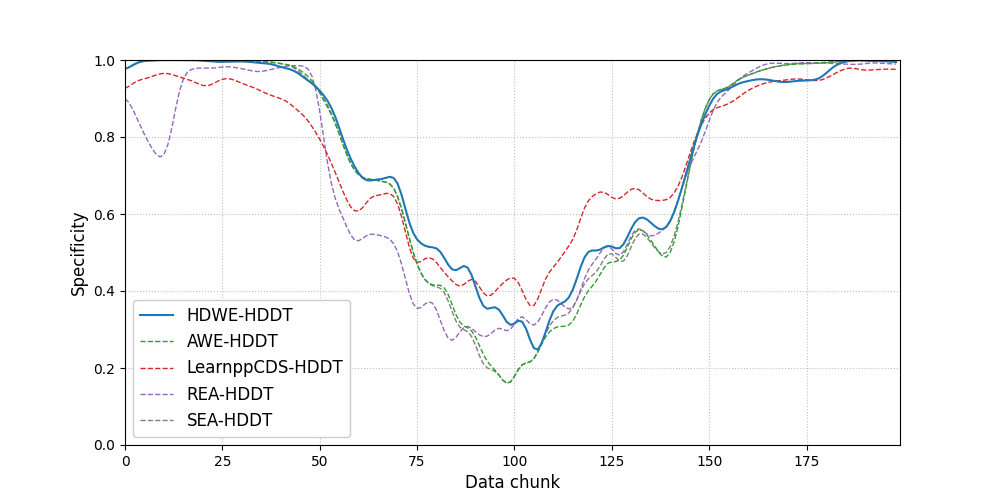 1.0
0.8
0.6
0.4
0.2
0.0
Specificity
HDWE-HDDT
AWE-HDDT
LearnppCDS-HDDT
REA-HDDT
SEA-HDDT
0 25 50 75 100 125 150 175
Data chunk